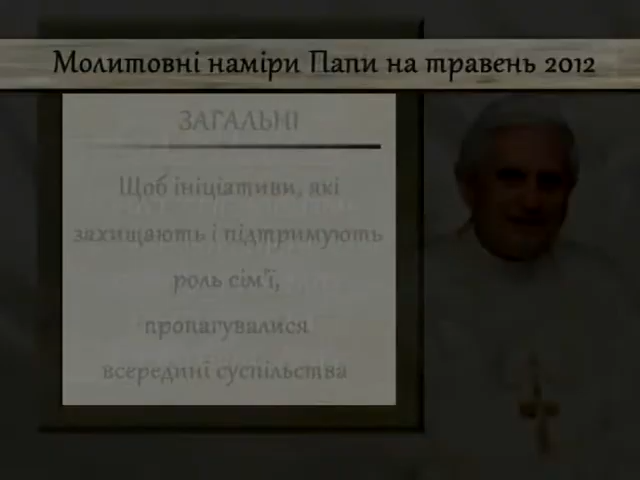 Молитовні наміри Папи на травень 2012
ЗАГАЛЬНІ
Щоб ініціативи, які
захищають і підтримують
роль сім'ї,
пропагувалися
всередині суспільства